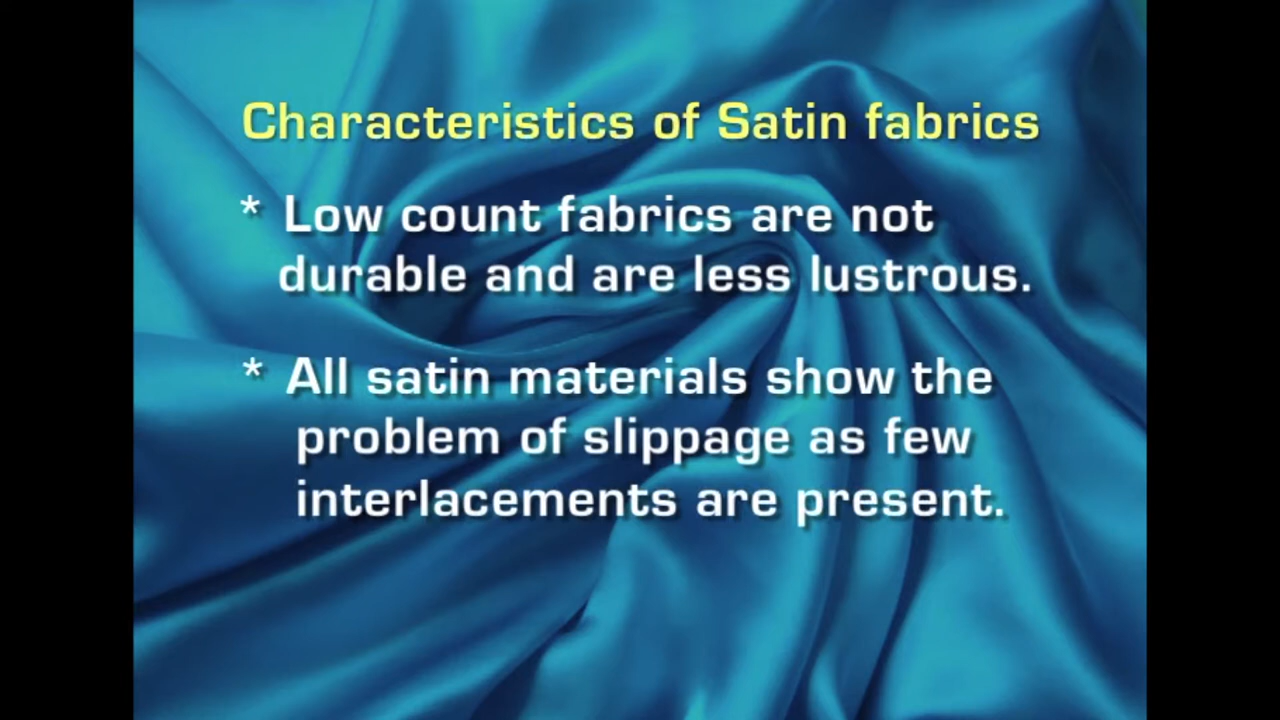 Characteristics of Satin fabrics
* Low count fabrics are not
durable and are less lustrous.
* All satin materials show the
problem of slippage as few
interlacements are present.